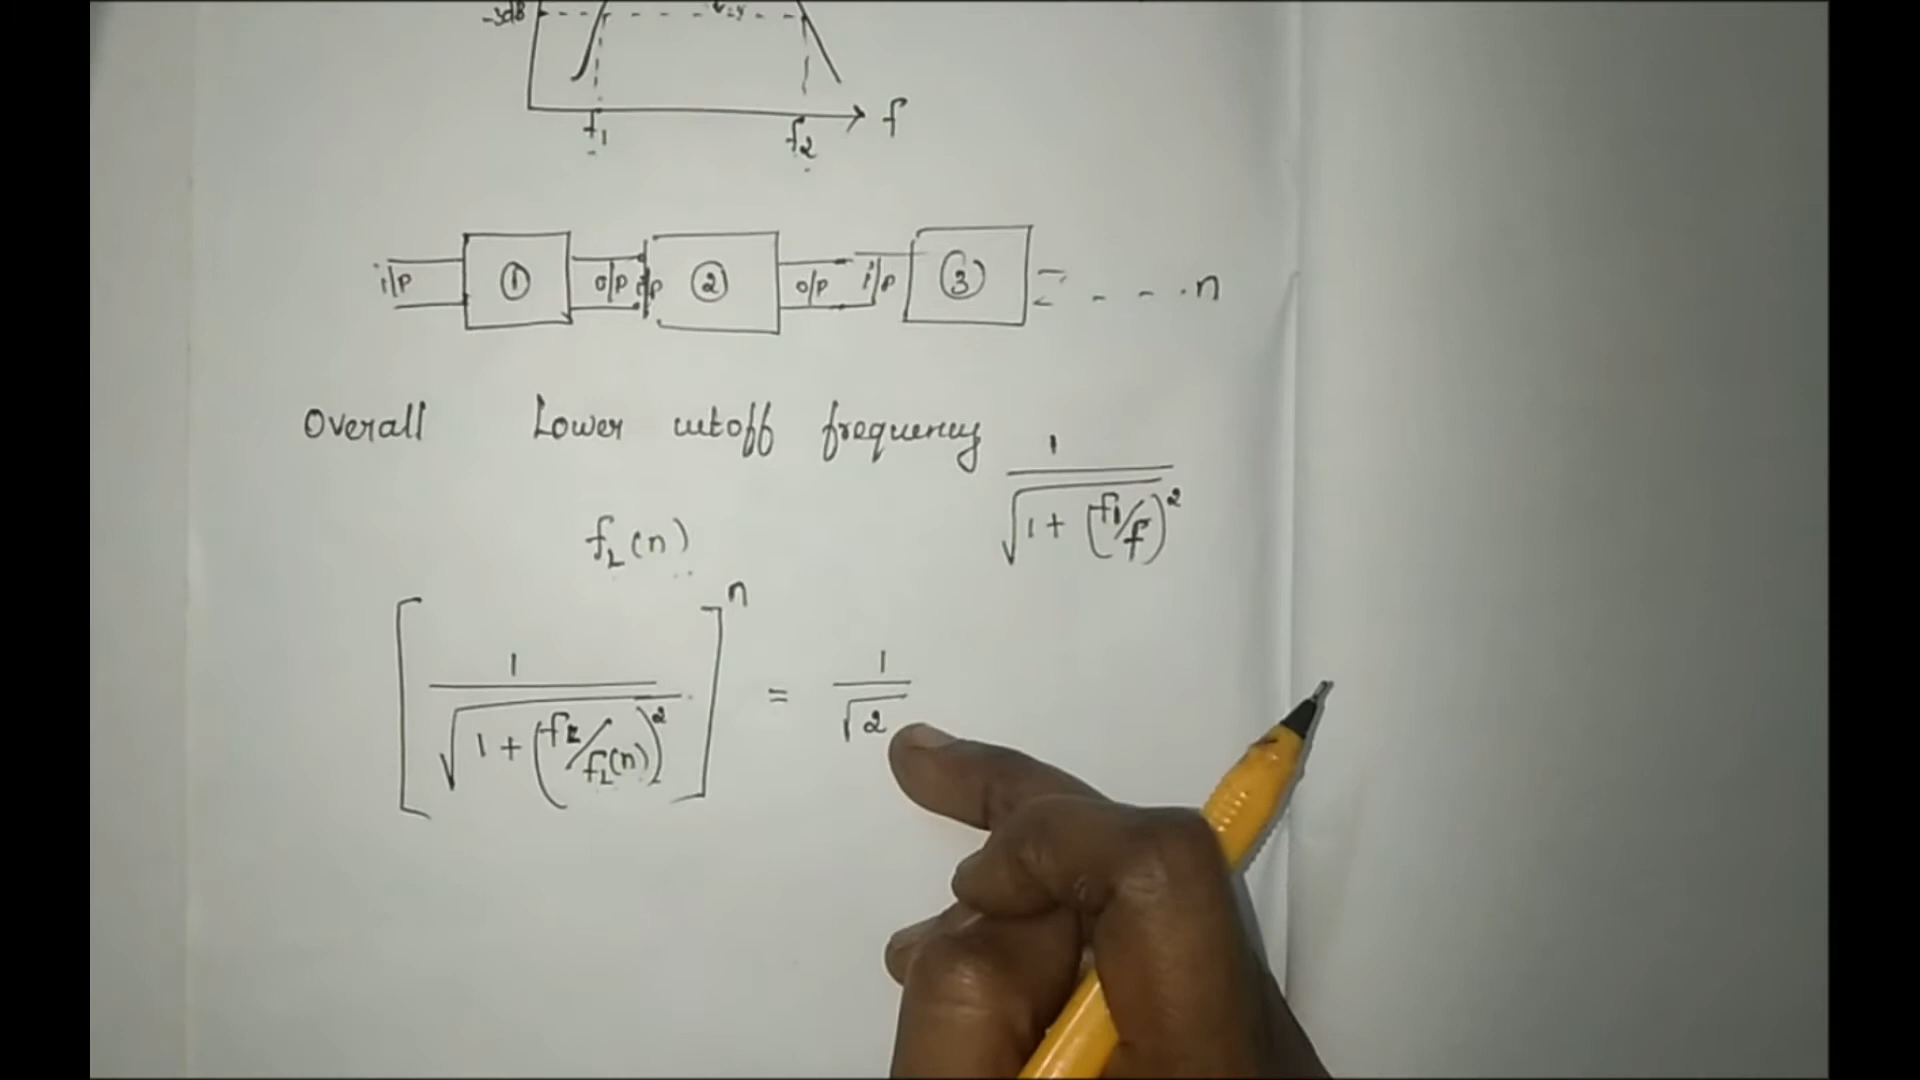 -3dB
f
f1
f2
i/p 1 o/p i/p 2 o/p i/p 3 = - - - . n
Overall Lower cutoff frequency
1
√1 + (f1/f)²
fL(n)
[ 1 / √1 + (fL/fL(n))² ]ⁿ = 1/√2